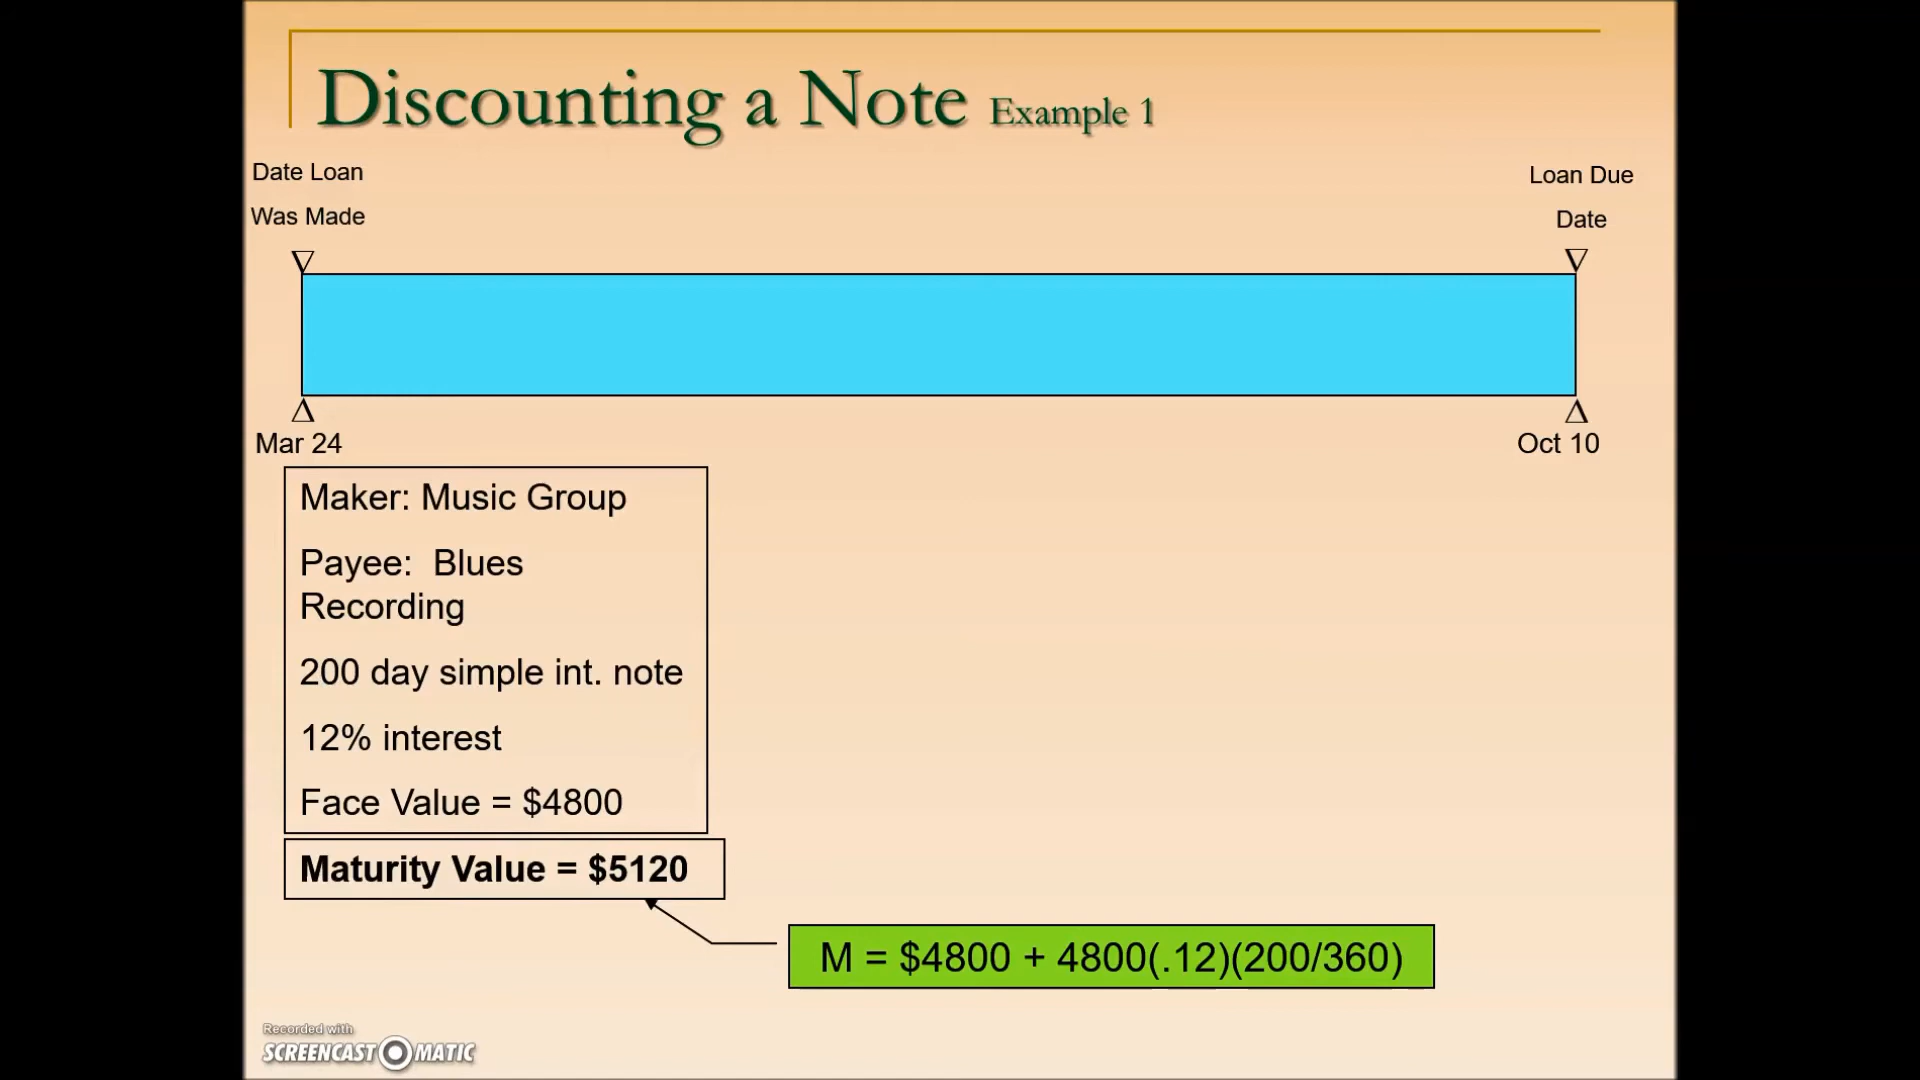 Discounting a Note Example 1
Date Loan
Was Made
Loan Due
Date
Mar 24
Oct 10
Maker: Music Group
Payee:  Blues
Recording
200 day simple int. note
12% interest
Face Value = $4800
Maturity Value = $5120
M = $4800 + 4800(.12)(200/360)
Recorded with
SCREENCAST MATIC